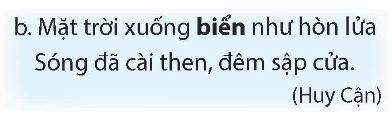 b. Mặt trời xuống biển như hòn lửa
Sóng đã cài then, đêm sập cửa.
(Huy Cận)